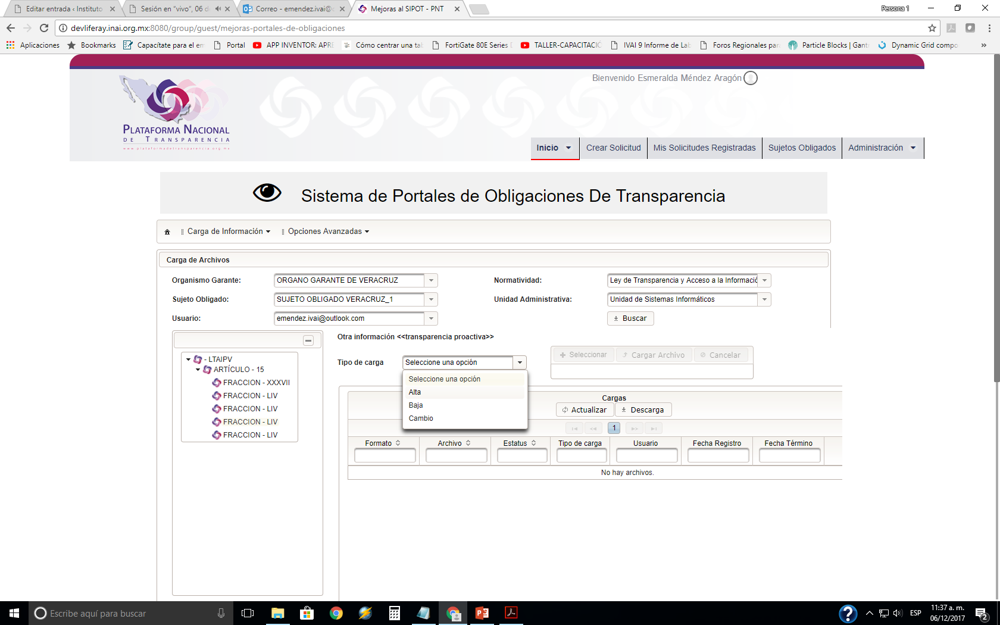 Editar entrada ‹ Instituto
Sesión en "vivo", 06 d
Correo - emendez.ivai@
Mejoras al SIPOT - PNT
Persona 1
devliferay.inai.org.mx:8080/group/guest/mejoras-portales-de-obligaciones
Aplicaciones
Bookmarks
Capacítate para el em
Portal
APP INVENTOR: APRE
Cómo centrar una tab
FortiGate 80E Series
TALLER-CAPACITACIÓ
IVAI 9 Informe de Lab
Foros Regionales para
Particle Blocks | Gant
Dynamic Grid compo
»
Bienvenido Esmeralda Méndez Aragón
PLATAFORMA NACIONAL
DE TRANSPARENCIA
www.plataformadetransparencia.org.mx
Inicio
Crear Solicitud
Mis Solicitudes Registradas
Sujetos Obligados
Administración
Sistema de Portales de Obligaciones De Transparencia
Carga de Información
Opciones Avanzadas
Carga de Archivos
Organismo Garante:
ORGANO GARANTE DE VERACRUZ
Normatividad:
Ley de Transparencia y Acceso a la Informació
Sujeto Obligado:
SUJETO OBLIGADO VERACRUZ_1
Unidad Administrativa:
Unidad de Sistemas Informáticos
Usuario:
emendez.ivai@outlook.com
Buscar
Otra información <<transparencia proactiva>>
- LTAIPV
ARTÍCULO - 15
FRACCION - XXXVII
FRACCION - LIV
FRACCION - LIV
FRACCION - LIV
FRACCION - LIV
Tipo de carga
Seleccione una opción
Seleccione una opción
Alta
Baja
Cambio
Seleccionar
Cargar Archivo
Cancelar
Cargas
Actualizar
Descarga
1
Formato
Archivo
Estatus
Tipo de carga
Usuario
Fecha Registro
Fecha Término
No hay archivos.
Escribe aquí para buscar
ESP
11:37 a. m.
06/12/2017
2